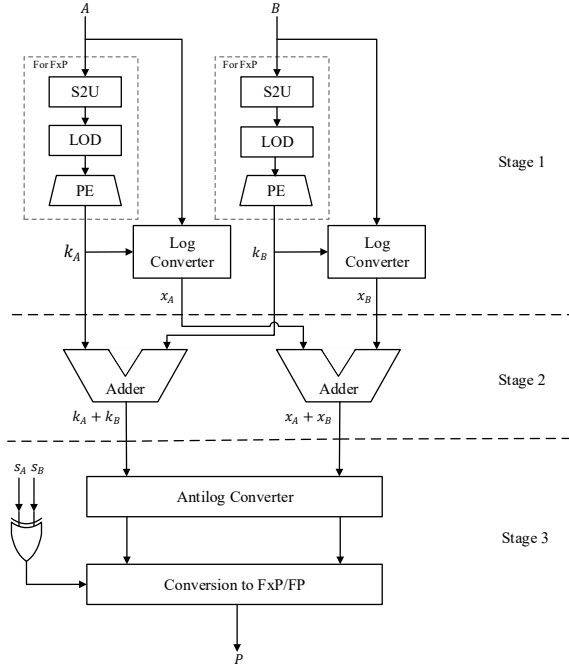 A
B
For FxP
For FxP
S2U
S2U
LOD
LOD
Stage 1
PE
PE
k_A
Log
Converter
k_B
Log
Converter
x_A
x_B
Adder
Adder
Stage 2
k_A + k_B
x_A + x_B
s_A s_B
Antilog Converter
Stage 3
Conversion to FxP/FP
P